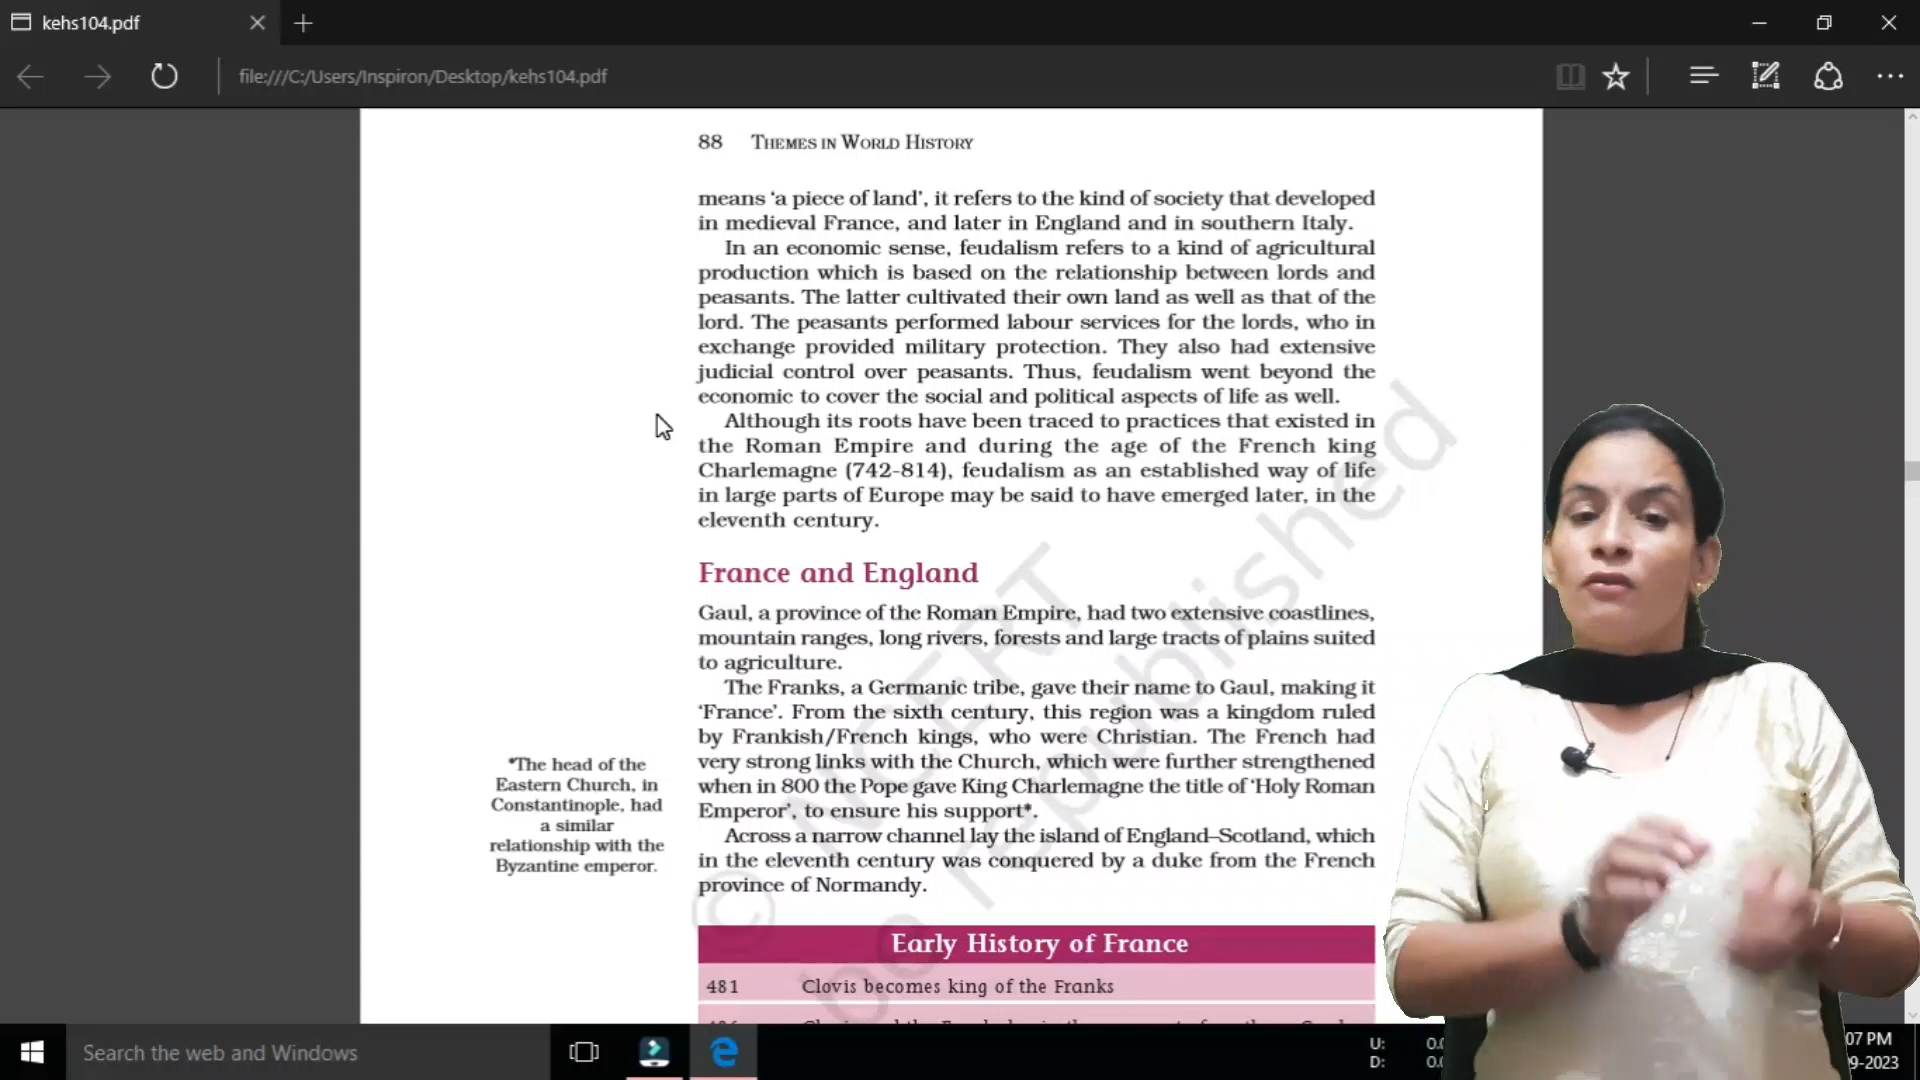 kehs104.pdf
file:///C:/Users/Inspiron/Desktop/kehs104.pdf
88 THEMES IN WORLD HISTORY
means ‘a piece of land’, it refers to the kind of society that developed
in medieval France, and later in England and in southern Italy.
In an economic sense, feudalism refers to a kind of agricultural
production which is based on the relationship between lords and
peasants. The latter cultivated their own land as well as that of the
lord. The peasants performed labour services for the lords, who in
exchange provided military protection. They also had extensive
judicial control over peasants. Thus, feudalism went beyond the
economic to cover the social and political aspects of life as well.
Although its roots have been traced to practices that existed in
the Roman Empire and during the age of the French king
Charlemagne (742-814), feudalism as an established way of life
in large parts of Europe may be said to have emerged later, in the
eleventh century.
France and England
Gaul, a province of the Roman Empire, had two extensive coastlines,
mountain ranges, long rivers, forests and large tracts of plains suited
to agriculture.
The Franks, a Germanic tribe, gave their name to Gaul, making it
‘France’. From the sixth century, this region was a kingdom ruled
by Frankish/French kings, who were Christian. The French had
very strong links with the Church, which were further strengthened
when in 800 the Pope gave King Charlemagne the title of ‘Holy Roman
Emperor’, to ensure his support*.
Across a narrow channel lay the island of England–Scotland, which
in the eleventh century was conquered by a duke from the French
province of Normandy.
*The head of the
Eastern Church, in
Constantinople, had
a similar
relationship with the
Byzantine emperor.
© NCERT
be republished
Early History of France
481 Clovis becomes king of the Franks
Search the web and Windows
U: 0.0
D: 0.0
07 PM
9-2023